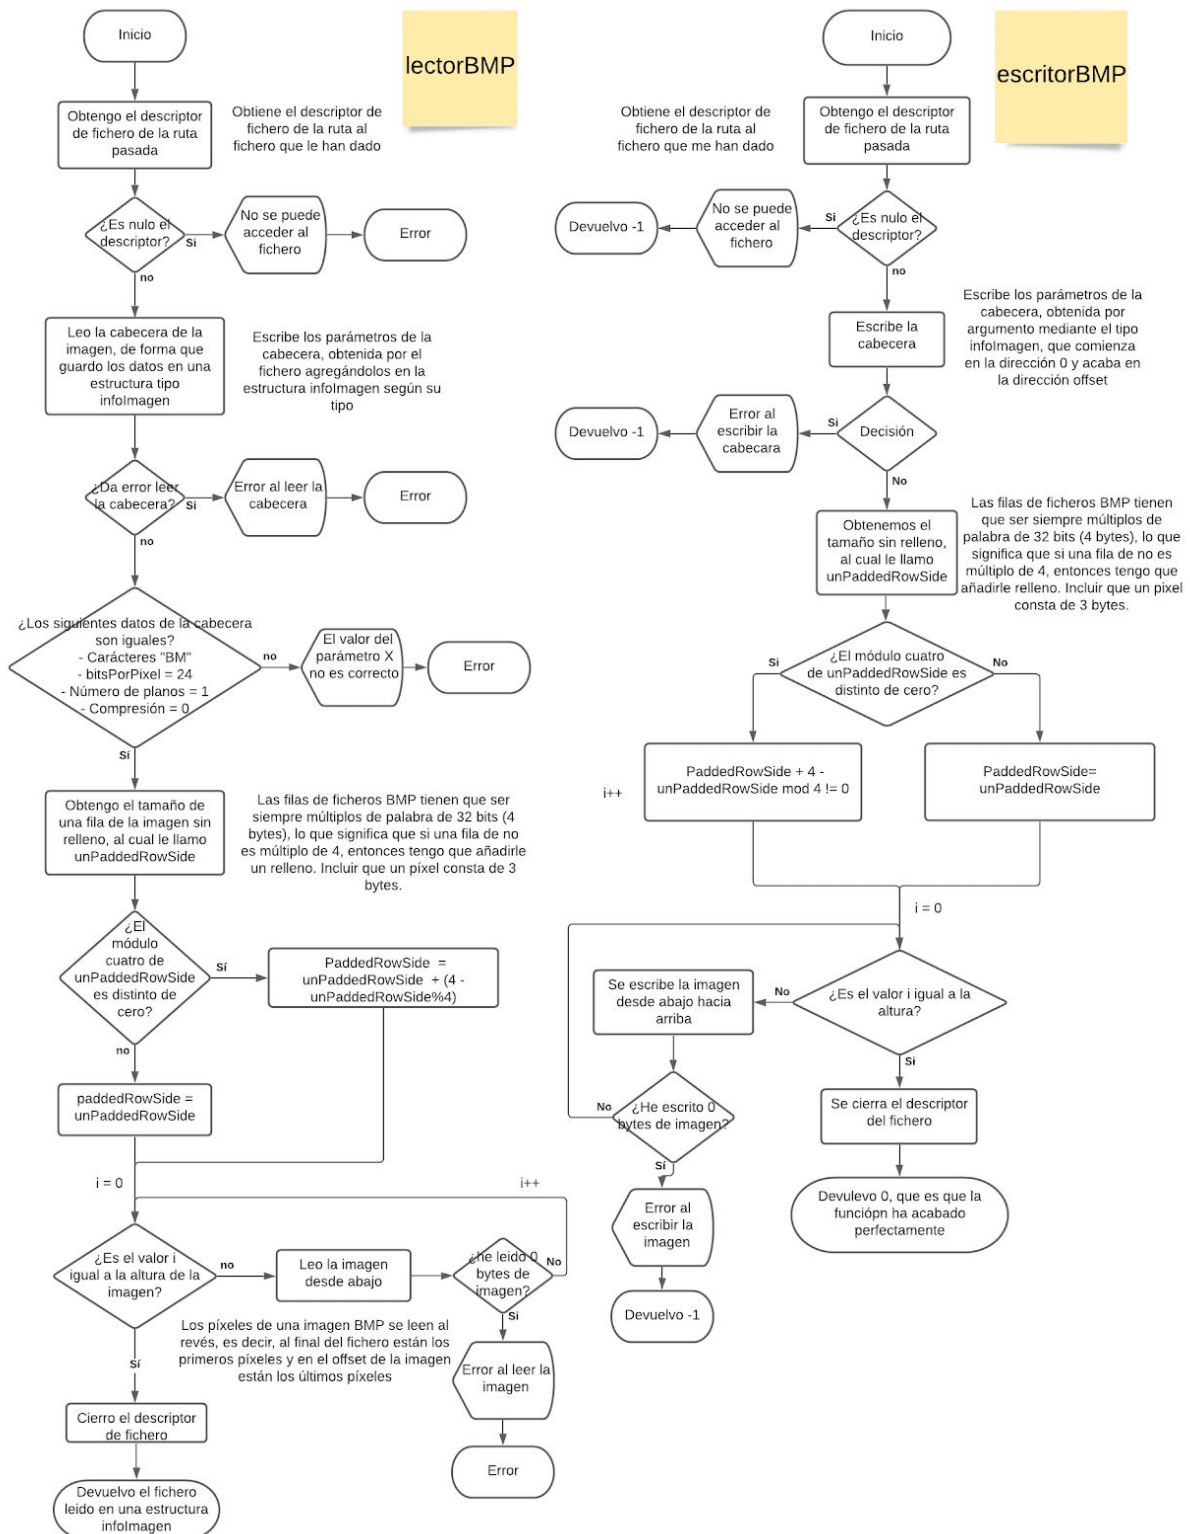 Inicio
lectorBMP
Obtengo el descriptor
de fichero de la ruta
pasada
Obtiene el descriptor de
fichero de la ruta al
fichero que le han dado
¿Es nulo el
descriptor?
Si
No se puede
acceder al
fichero
Error
no
Leo la cabecera de la
imagen, de forma que
guardo los datos en una
estructura tipo
infoImagen
Escribe los parámetros de la
cabecera, obtenida por el
fichero agregándolos en la
estructura infoImagen según su
tipo
¿Da error leer
la cabecera?
Si
Error al leer la
cabecera
Error
no
¿Los siguientes datos de la cabecera
son iguales?
- Carácteres "BM"
- bitsPorPixel = 24
- Número de planos = 1
- Compresión = 0
no
El valor del
parámetro X
no es correcto
Error
Sí
Obtengo el tamaño de
una fila de la imagen sin
relleno, al cual le llamo
unPaddedRowSide
Las filas de ficheros BMP tienen que ser
siempre múltiplos de palabra de 32 bits (4
bytes), lo que significa que si una fila de no
es múltiplo de 4, entonces tengo que añadirle
un relleno. Incluir que un píxel consta de 3
bytes.
¿El
módulo
cuatro de
unPaddedRowSide
es distinto de
cero?
Sí
PaddedRowSide =
unPaddedRowSide + (4 -
unPaddedRowSide%4)
no
paddedRowSide =
unPaddedRowSide
i = 0
i++
¿Es el valor i
igual a la altura de la
imagen?
no
Leo la imagen
desde abajo
¿he leido 0
bytes de
imagen?
No
Si
Los píxeles de una imagen BMP se leen al
revés, es decir, al final del fichero están los
primeros píxeles y en el offset de la imagen
están los últimos píxeles
Error al leer la
imagen
Error
Sí
Cierro el descriptor
de fichero
Devuelvo el fichero
leido en una estructura
infoImagen
Inicio
escritorBMP
Obtiene el descriptor de
fichero de la ruta al
fichero que me han dado
Obtengo el descriptor
de fichero de la ruta
pasada
¿Es nulo el
descriptor?
Si
No se puede
acceder al
fichero
Devuelvo -1
no
Escribe la
cabecera
Escribe los parámetros de la
cabecera, obtenida por
argumento mediante el tipo
infoImagen, que comienza
en la dirección 0 y acaba en
la dirección offset
Decisión
Si
Error al
escribir la
cabecara
Devuelvo -1
No
Obtenemos el
tamaño sin relleno,
al cual le llamo
unPaddedRowSide
Las filas de ficheros BMP tienen
que ser siempre múltiplos de
palabra de 32 bits (4 bytes), lo que
significa que si una fila de no es
múltiplo de 4, entonces tengo que
añadirle relleno. Incluir que un pixel
consta de 3 bytes.
¿El módulo cuatro
de unPaddedRowSide es
distinto de cero?
Si
No
PaddedRowSide + 4 -
unPaddedRowSide mod 4 != 0
PaddedRowSide=
unPaddedRowSide
i++
i = 0
¿Es el valor i igual a la
altura?
No
Se escribe la imagen
desde abajo hacia
arriba
¿He escrito 0
bytes de imagen?
No
Sí
Error al
escribir la
imagen
Devuelvo -1
Si
Se cierra el descriptor
del fichero
Devulevo 0, que es que la
funciópn ha acabado
perfectamente